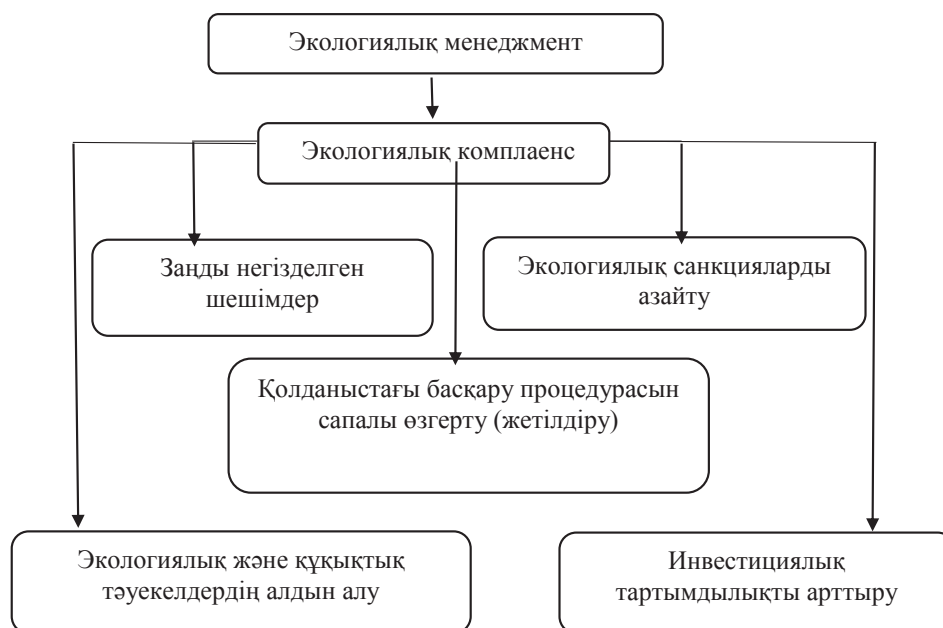 Экологиялық менеджмент
Экологиялық комплаенс
Заңды негізделген
шешімдер
Экологиялық санкцияларды
азайту
Қолданыстағы басқару процедурасын
сапалы өзгерту (жетілдіру)
Экологиялық және құқықтық
тәуекелдердің алдын алу
Инвестициялық
тартымдылықты арттыру